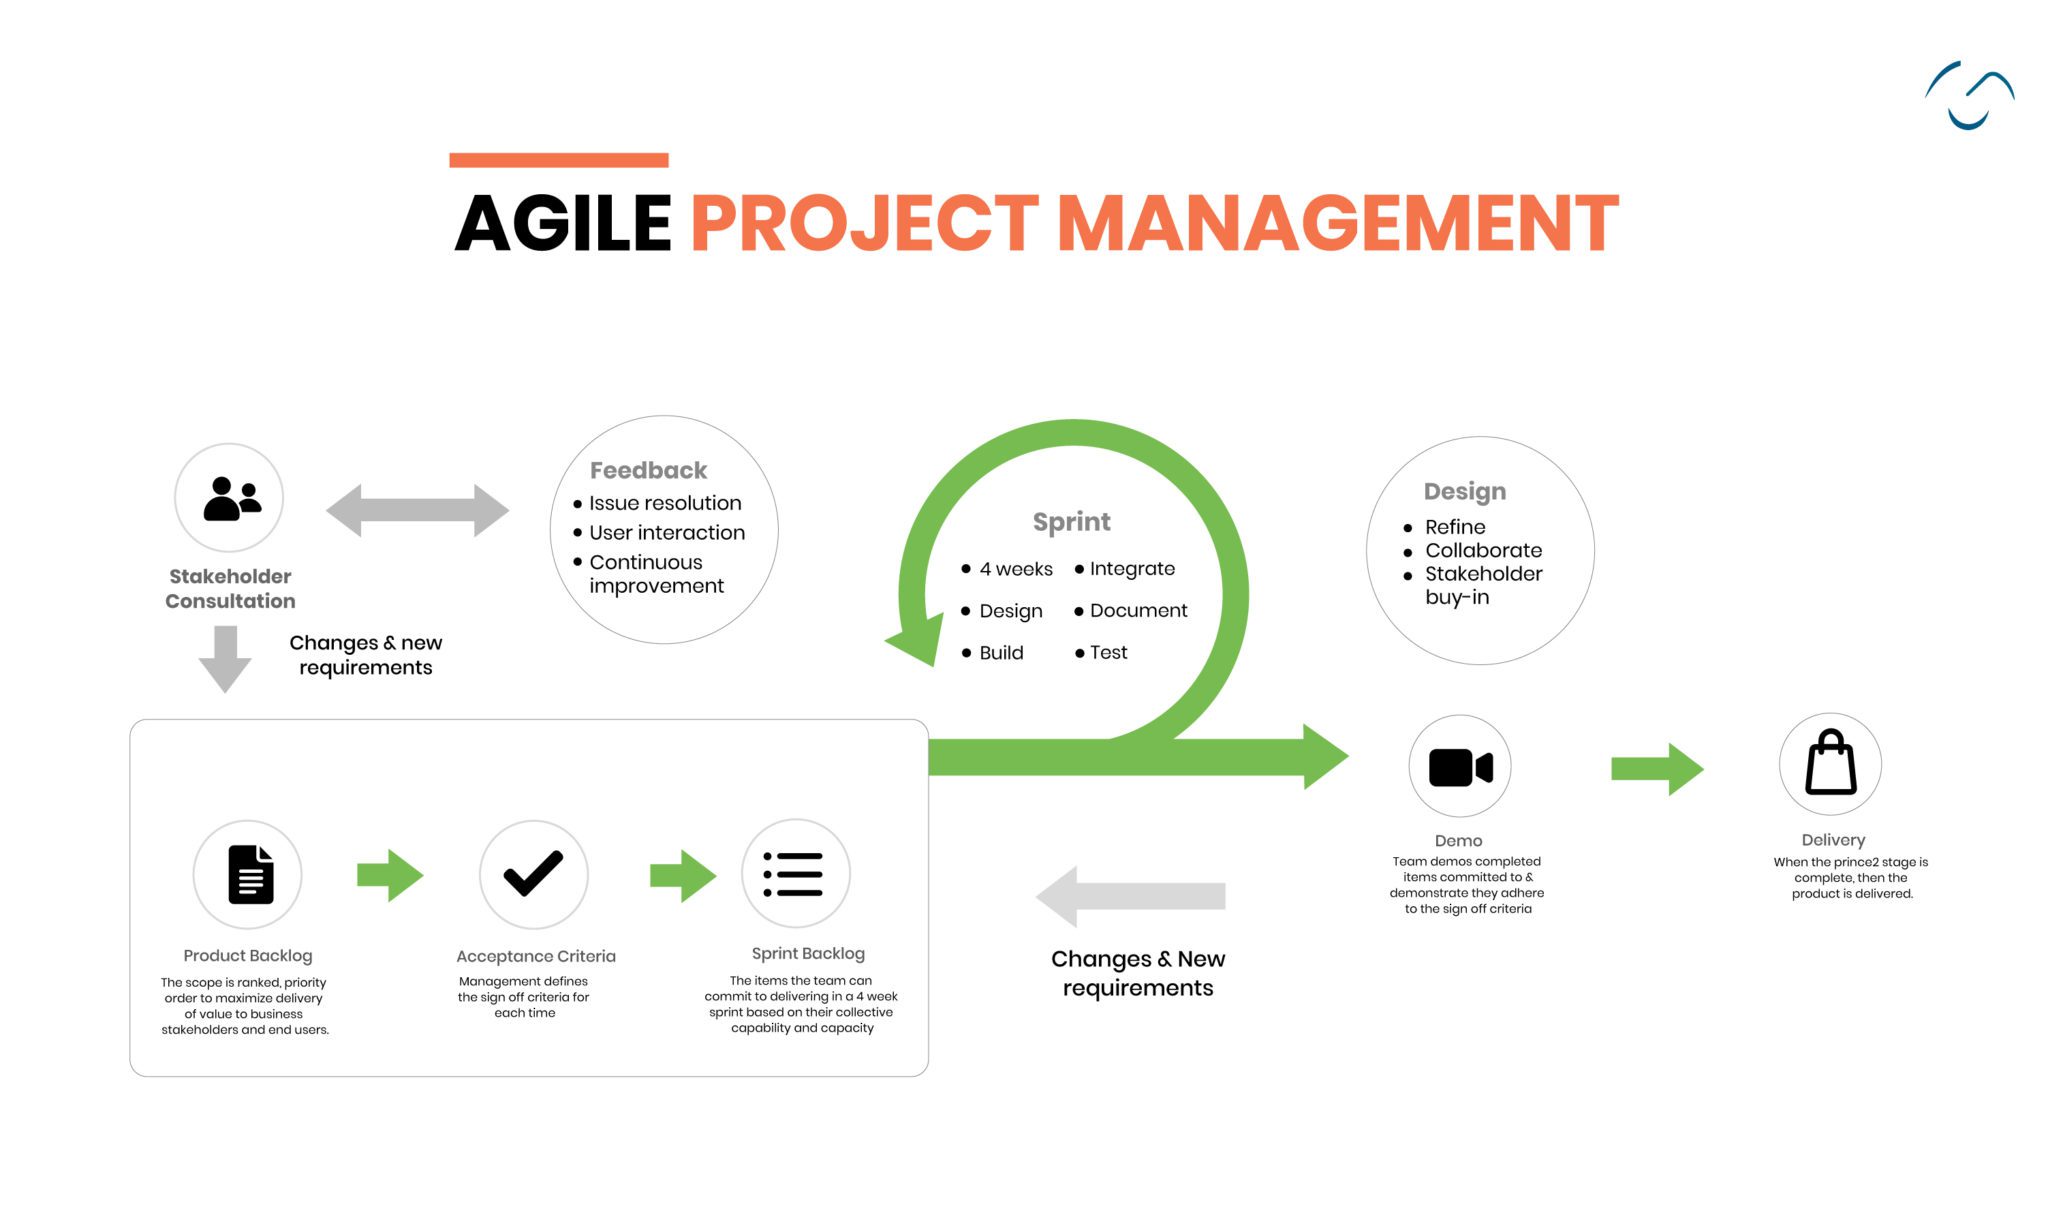 AGILE PROJECT MANAGEMENT
Stakeholder
Consultation
Changes & new
requirements
Feedback
Issue resolution
User interaction
Continuous
improvement
Sprint
4 weeks
Design
Build
Integrate
Document
Test
Design
Refine
Collaborate
Stakeholder
buy-in
Product Backlog
The scope is ranked, priority
order to maximize delivery
of value to business
stakeholders and end users.
Acceptance Criteria
Management defines
the sign off criteria for
each time
Sprint Backlog
The items the team can
commit to delivering in a 4 week
sprint based on their collective
capability and capacity
Changes & New
requirements
Demo
Team demos completed
items committed to &
demonstrate they adhere
to the sign off criteria
Delivery
When the prince2 stage is
complete, then the
product is delivered.